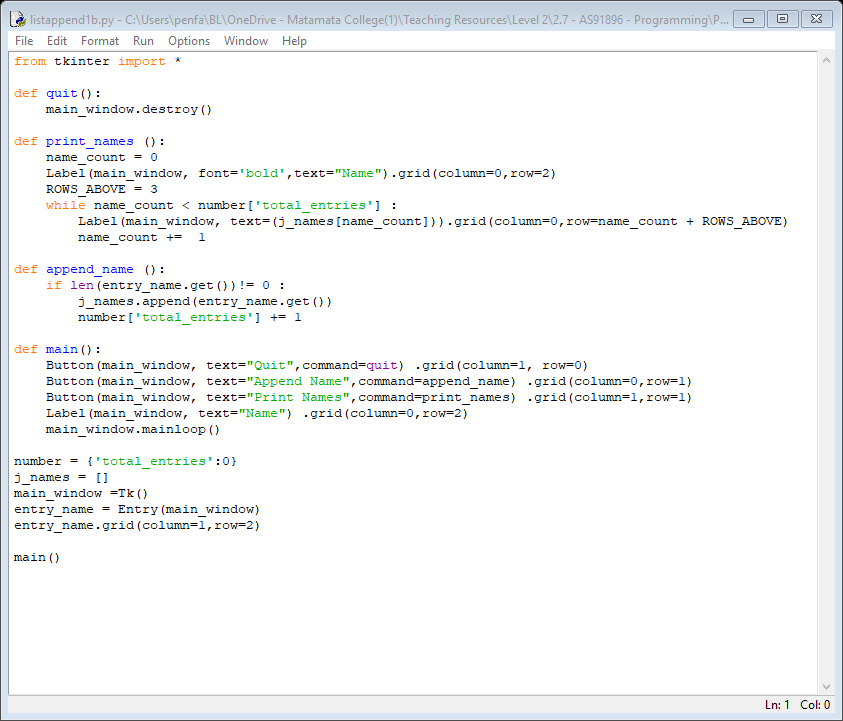 listappend1b.py - C:\Users\penfa\BL\OneDrive - Matamata College(1)\Teaching Resources\Level 2\2.7 - AS91896 - Programming\P...
File Edit Format Run Options Window Help
from tkinter import *

def quit():
    main_window.destroy()

def print_names ():
    name_count = 0
    Label(main_window, font='bold',text="Name").grid(column=0,row=2)
    ROWS_ABOVE = 3
    while name_count < number['total_entries'] :
        Label(main_window, text=(j_names[name_count])).grid(column=0,row=name_count + ROWS_ABOVE)
        name_count +=  1

def append_name ():
    if len(entry_name.get())!= 0 :
        j_names.append(entry_name.get())
        number['total_entries'] += 1

def main():
    Button(main_window, text="Quit",command=quit) .grid(column=1, row=0)
    Button(main_window, text="Append Name",command=append_name) .grid(column=0,row=1)
    Button(main_window, text="Print Names",command=print_names) .grid(column=1,row=1)
    Label(main_window, text="Name") .grid(column=0,row=2)
    main_window.mainloop()

number = {'total_entries':0}
j_names = []
main_window =Tk()
entry_name = Entry(main_window)
entry_name.grid(column=1,row=2)

main()
Ln: 1 Col: 0